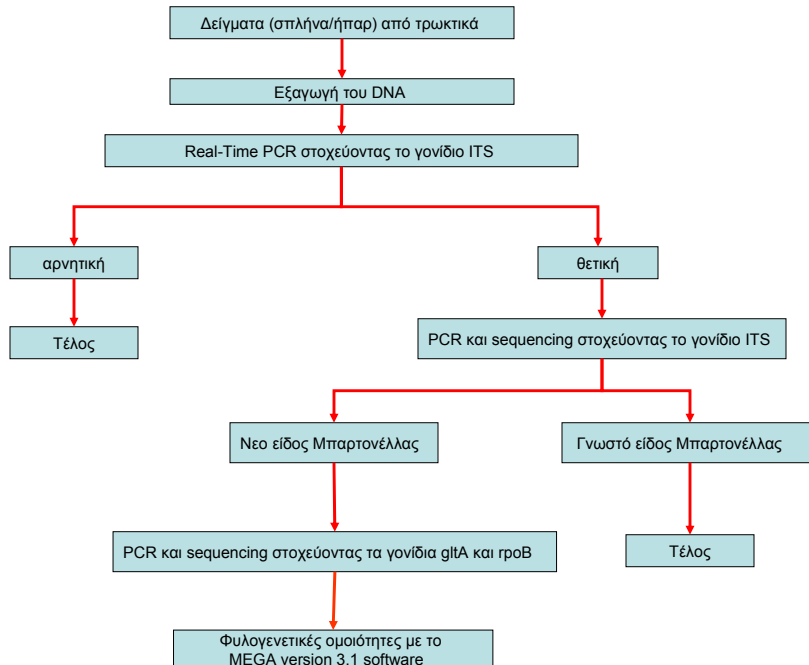 Δείγματα (σπλήνα/ήπαρ) από τρωκτικά
Εξαγωγή του DNA
Real-Time PCR στοχεύοντας το γονίδιο ITS
αρνητική
θετική
Τέλος
PCR και sequencing στοχεύοντας το γονίδιο ITS
Νεο είδος Μπαρτονέλλας
Γνωστό είδος Μπαρτονέλλας
PCR και sequencing στοχεύοντας τα γονίδια gltA και rpoB
Τέλος
Φυλογενετικές ομοιότητες με το
MEGA version 3.1 software